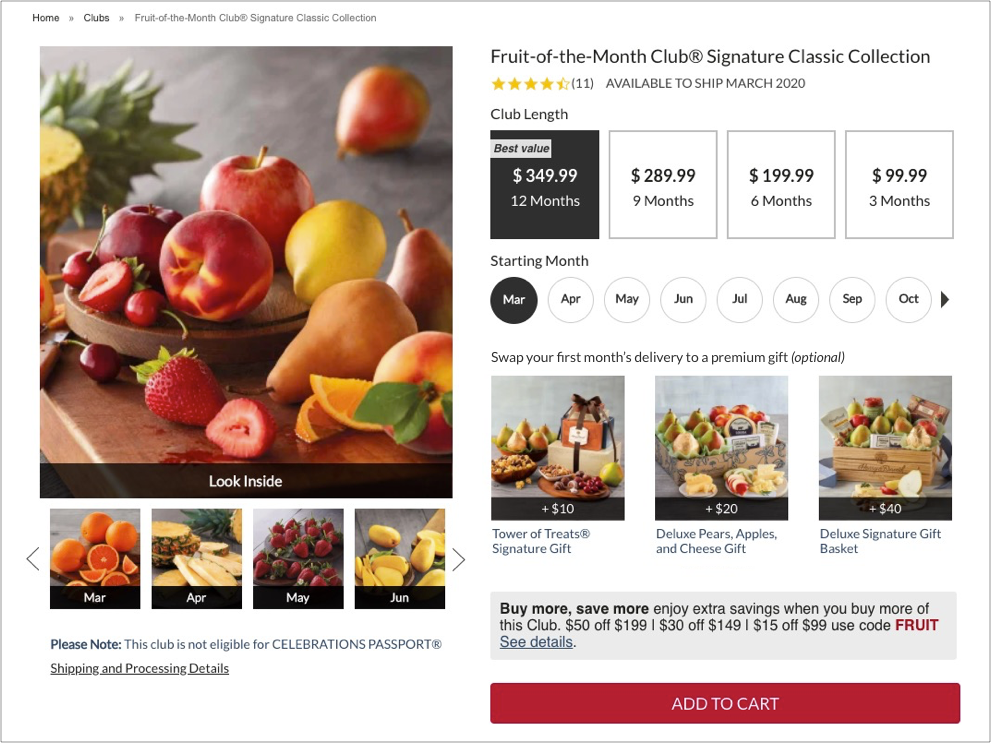 Home » Clubs » Fruit-of-the-Month Club® Signature Classic Collection
Fruit-of-the-Month Club® Signature Classic Collection
(11) AVAILABLE TO SHIP MARCH 2020
Club Length
Best value
$ 349.99
12 Months
$ 289.99
9 Months
$ 199.99
6 Months
$ 99.99
3 Months
Starting Month
Mar Apr May Jun Jul Aug Sep Oct
Swap your first month's delivery to a premium gift (optional)
+ $10
Tower of Treats®
Signature Gift
+ $20
Deluxe Pears, Apples,
and Cheese Gift
+ $40
Deluxe Signature Gift
Basket
Buy more, save more enjoy extra savings when you buy more of
this Club. $50 off $199 | $30 off $149 | $15 off $99 use code FRUIT
See details.
ADD TO CART
Look Inside
Mar Apr May Jun
Please Note: This club is not eligible for CELEBRATIONS PASSPORT®
Shipping and Processing Details